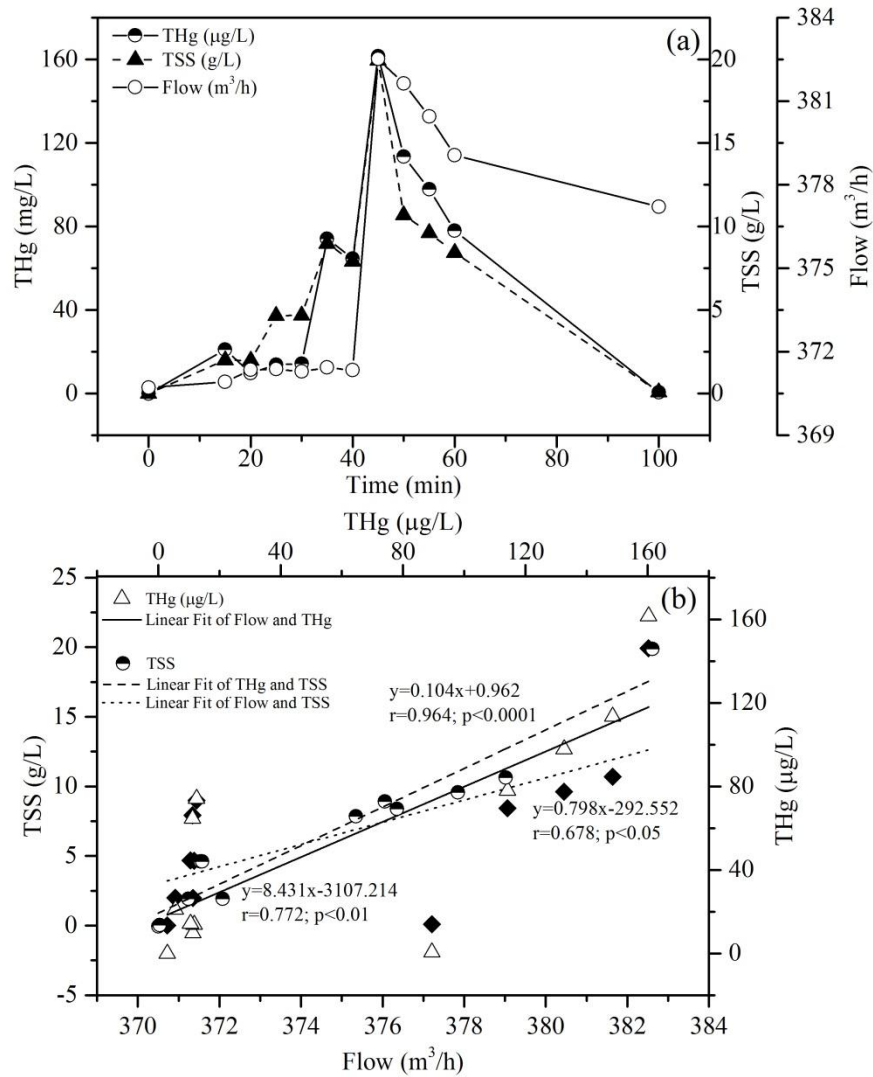 (a)
THg (μg/L)
TSS (g/L)
Flow (m³/h)
THg (mg/L)
160
120
80
40
0
TSS (g/L)
20
15
10
5
0
Flow (m³/h)
384
381
378
375
372
369
0 20 40 60 80 100
Time (min)
THg (μg/L)
0 40 80 120 160
(b)
THg (μg/L)
Linear Fit of Flow and THg
TSS
Linear Fit of THg and TSS
Linear Fit of Flow and TSS
y=0.104x+0.962
r=0.964; p<0.0001
y=0.798x-292.552
r=0.678; p<0.05
y=8.431x-3107.214
r=0.772; p<0.01
TSS (g/L)
25
20
15
10
5
0
-5
THg (μg/L)
160
120
80
40
0
370 372 374 376 378 380 382 384
Flow (m³/h)